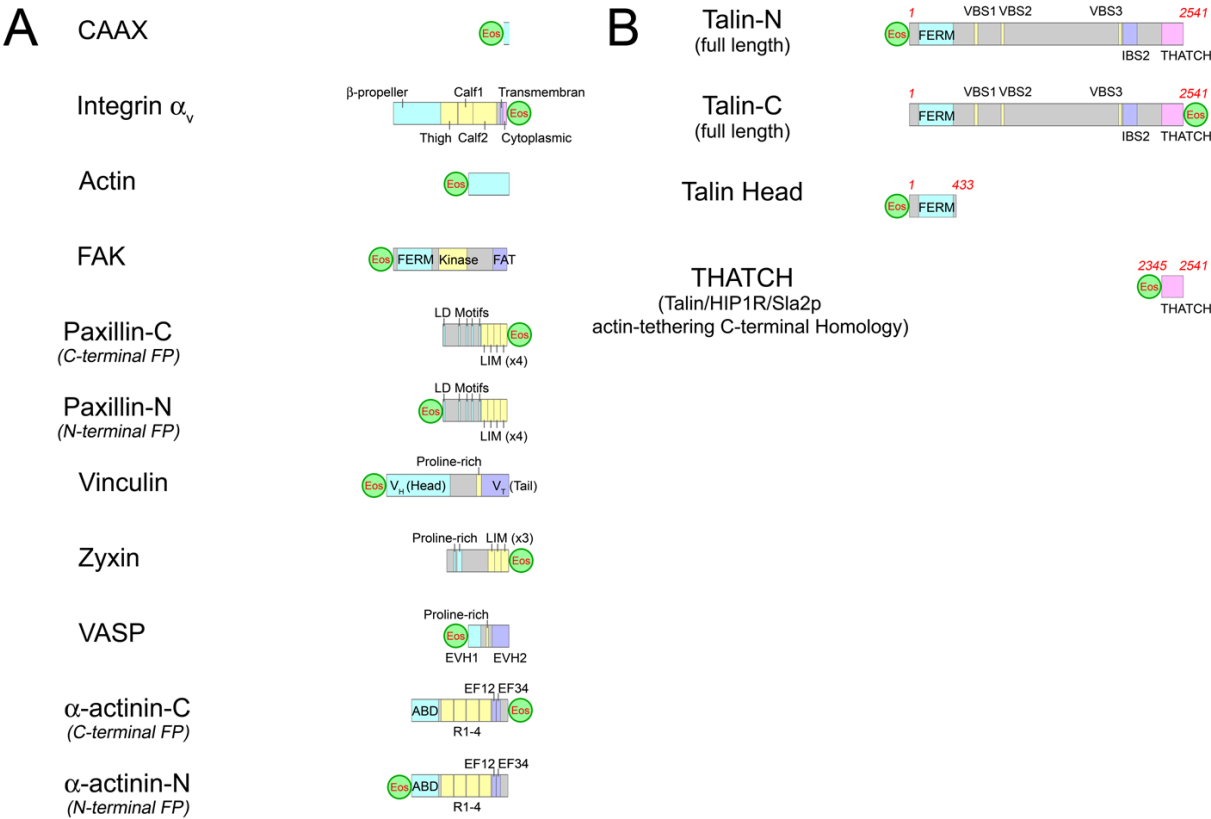 A
CAAX
Eos
Integrin αv
β-propeller
Calf1
Transmembran
Eos
Thigh
Calf2
Cytoplasmic
Actin
Eos
FAK
Eos
FERM
Kinase
FAT
Paxillin-C
(C-terminal FP)
LD Motifs
Eos
LIM (x4)
Paxillin-N
(N-terminal FP)
LD Motifs
Eos
LIM (x4)
Vinculin
Proline-rich
Eos
VH (Head)
VT (Tail)
Zyxin
Proline-rich
LIM (x3)
Eos
VASP
Proline-rich
Eos
EVH1
EVH2
α-actinin-C
(C-terminal FP)
EF12
EF34
ABD
Eos
R1-4
α-actinin-N
(N-terminal FP)
EF12
EF34
Eos
ABD
R1-4
B
Talin-N
(full length)
1
VBS1
VBS2
VBS3
2541
Eos
FERM
IBS2
THATCH
Talin-C
(full length)
1
VBS1
VBS2
VBS3
2541
FERM
Eos
IBS2
THATCH
Talin Head
1
433
Eos
FERM
THATCH
(Talin/HIP1R/Sla2p
actin-tethering C-terminal Homology)
2345
2541
Eos
THATCH